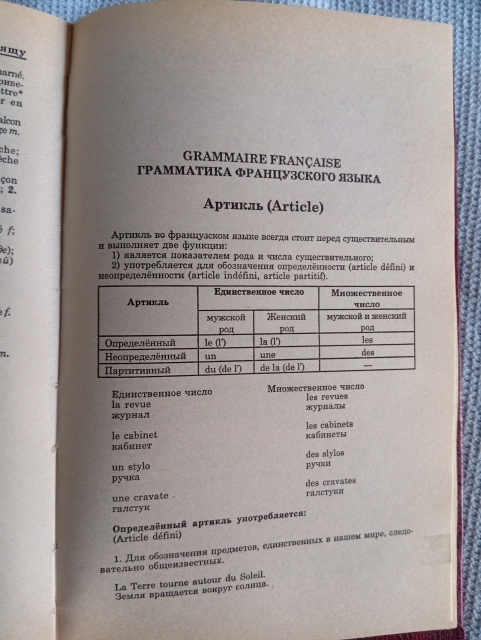 ящу
GRAMMAIRE FRANÇAISE
ГРАММАТИКА ФРАНЦУЗСКОГО ЯЗЫКА
Артикль (Article)
Артикль во французском языке всегда стоит перед существительным
и выполняет две функции:
1) является показателем рода и числа существительного;
2) употребляется для обозначения определённости (article défini) и
неопределённости (article indéfini, article partitif).
Артикль Единственное число Множественное число
мужской род Женский род мужской и женский род
Определённый le (l') la (l') les
Неопределённый un une des
Партитивный du (de l') de la (de l') —
Единственное число Множественное число
la revue les revues
журнал журналы
le cabinet les cabinets
кабинет кабинеты
un stylo des stylos
ручка ручки
une cravate des cravates
галстук галстуки
Определённый артикль употребляется:
(Article défini)
1. Для обозначения предметов, единственных в нашем мире, следо-
вательно общеизвестных.
La Terre tourne autour du Soleil.
Земля вращается вокруг солнца.